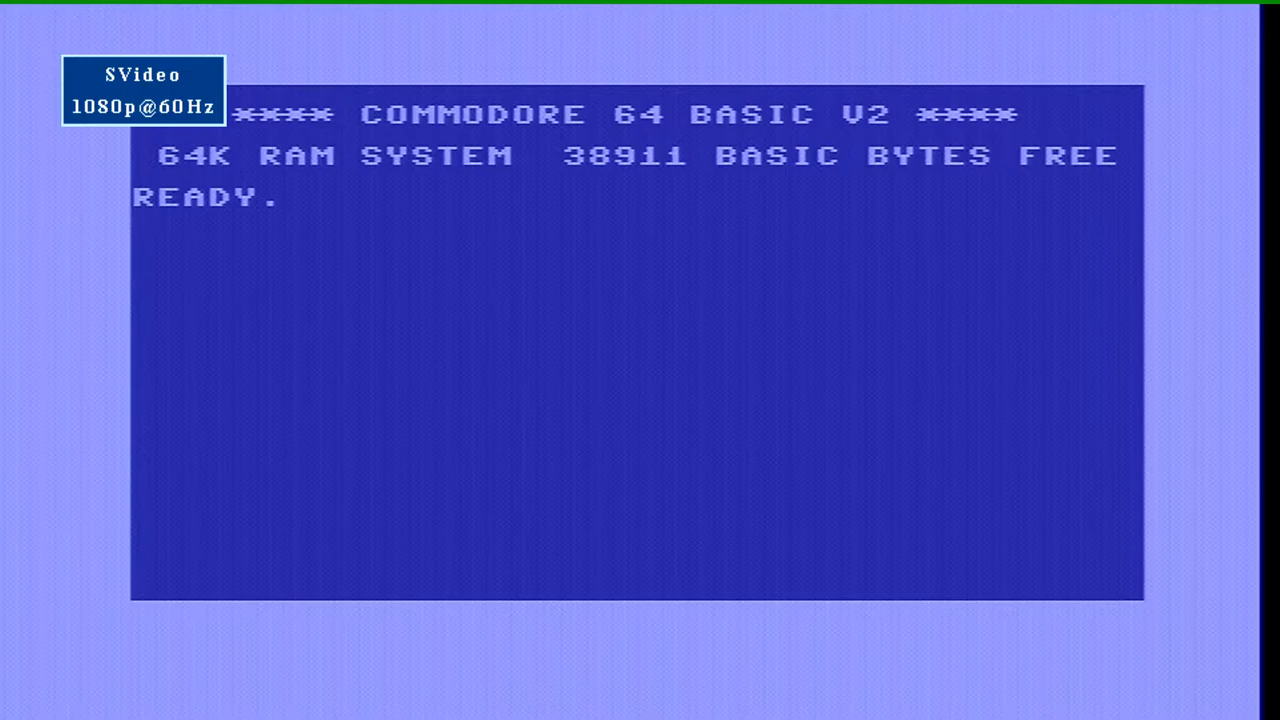 SVideo
1080p@60Hz
**** COMMODORE 64 BASIC V2 ****
64K RAM SYSTEM  38911 BASIC BYTES FREE
READY.